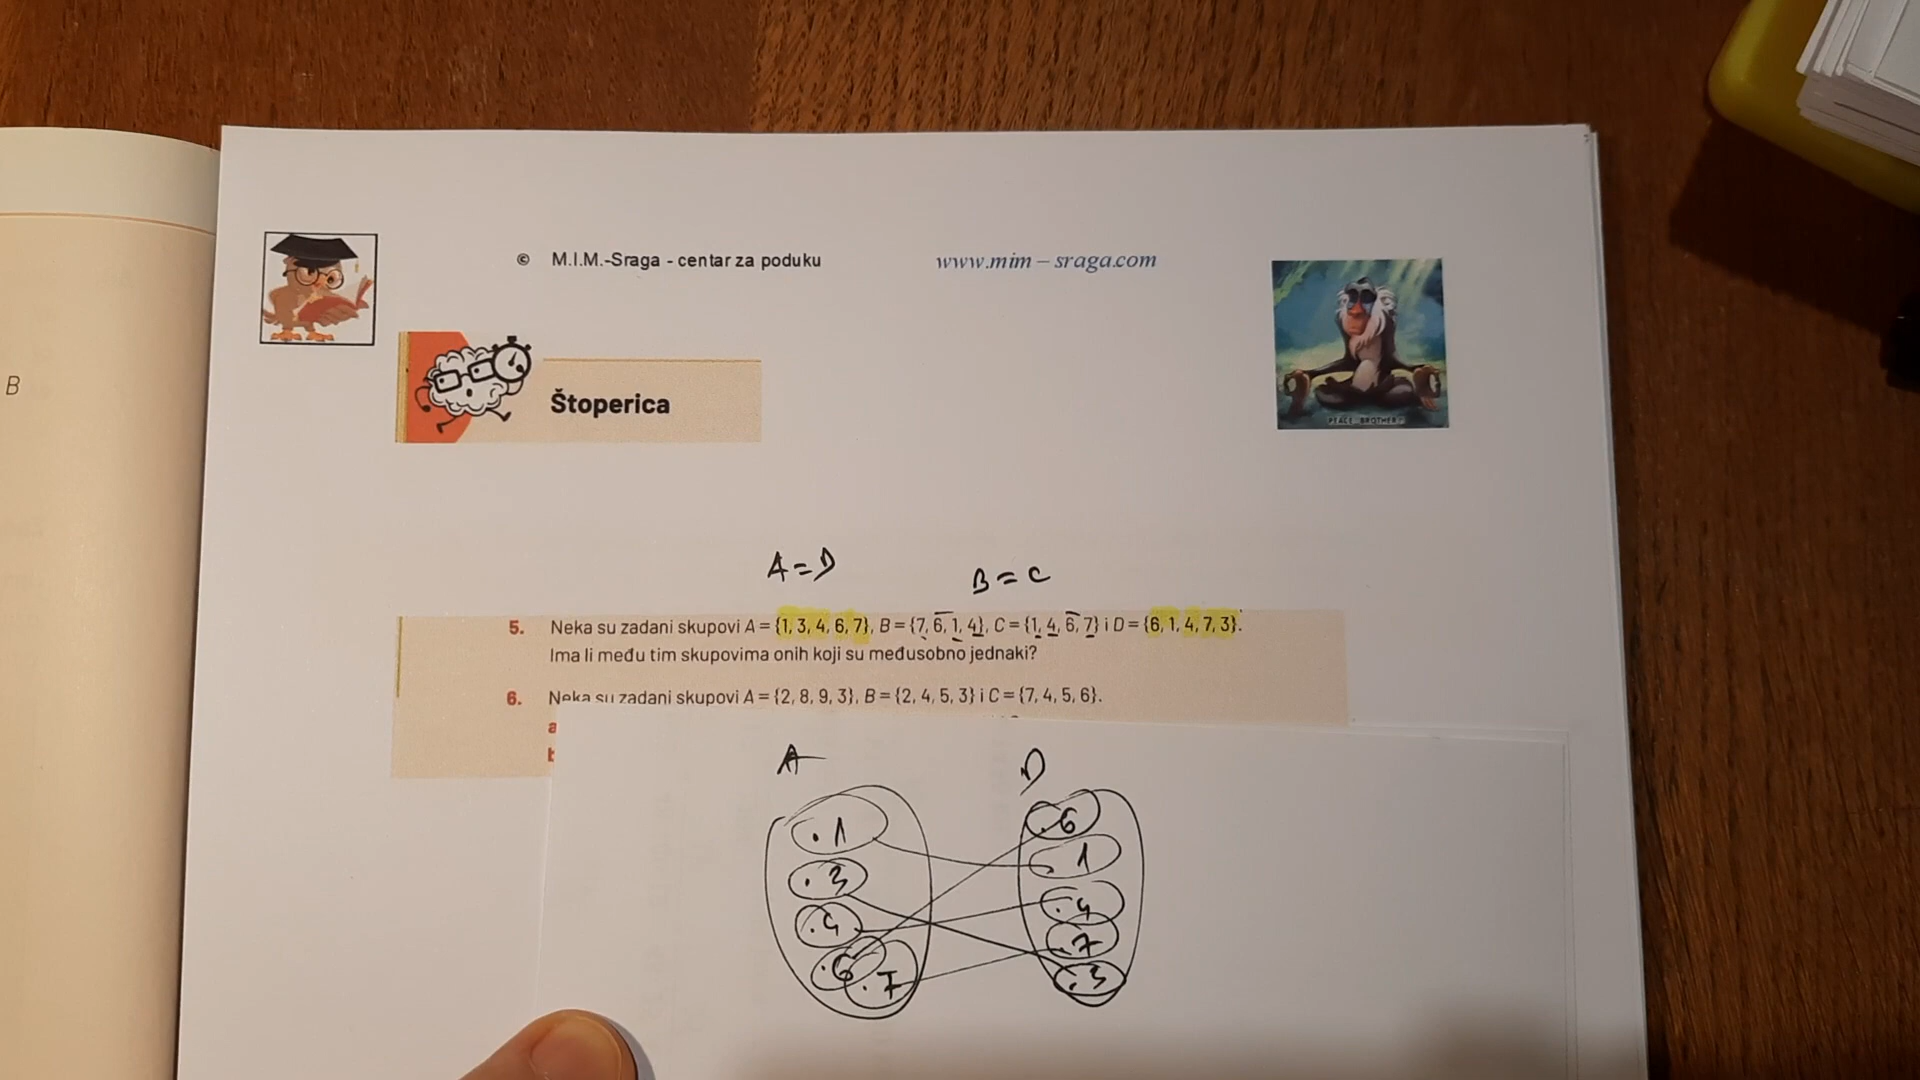 B
© M.I.M.-Sraga - centar za poduku www.mim-sraga.com
PEACE BROTHER
Štoperica
A = D B = C
5. Neka su zadani skupovi A = {1, 3, 4, 6, 7}, B = {7, 6, 1, 4}, C = {1, 4, 6, 7} i D = {6, 1, 4, 7, 3}.
Ima li među tim skupovima onih koji su međusobno jednaki?
6. Neka su zadani skupovi A = {2, 8, 9, 3}, B = {2, 4, 5, 3} i C = {7, 4, 5, 6}.
a
b
A D
.1 .6
.3 1
.4 .4
.6 .7
.7 .3